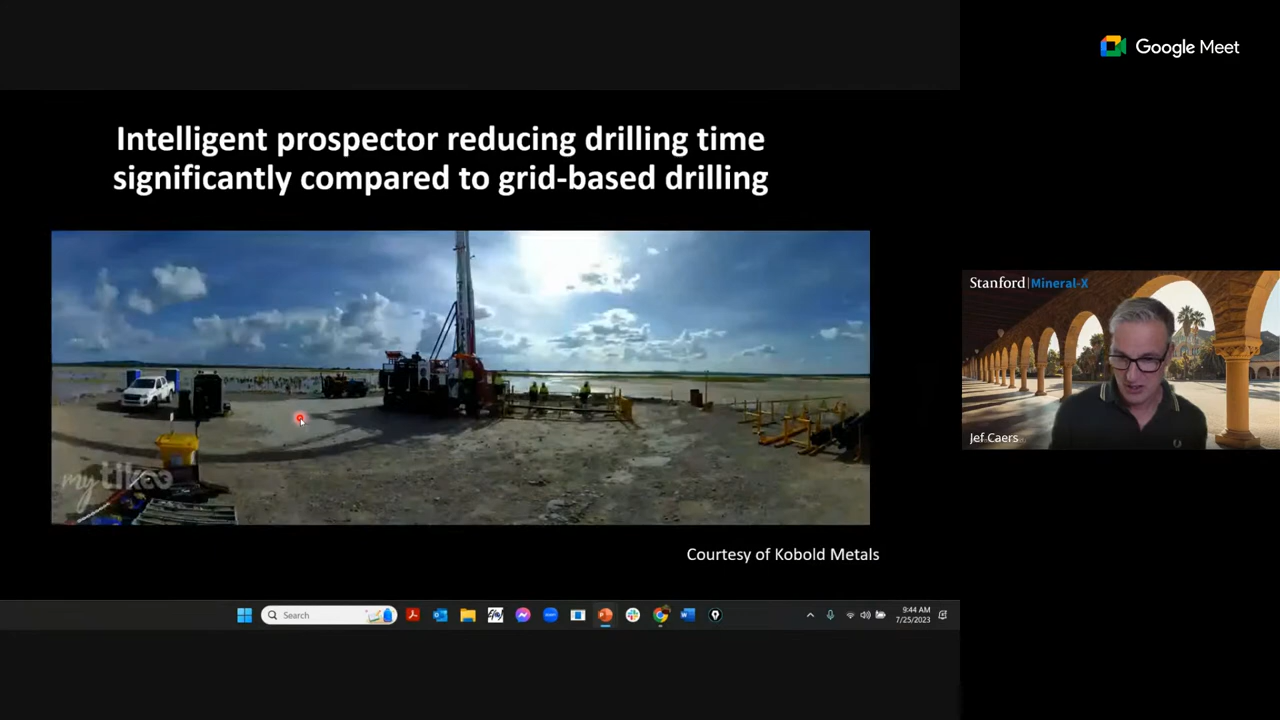 Google Meet
Intelligent prospector reducing drilling time
significantly compared to grid-based drilling
Stanford | Mineral-X
Jef Caers
mytikee
Courtesy of Kobold Metals
Search
9:44 AM
7/25/2023